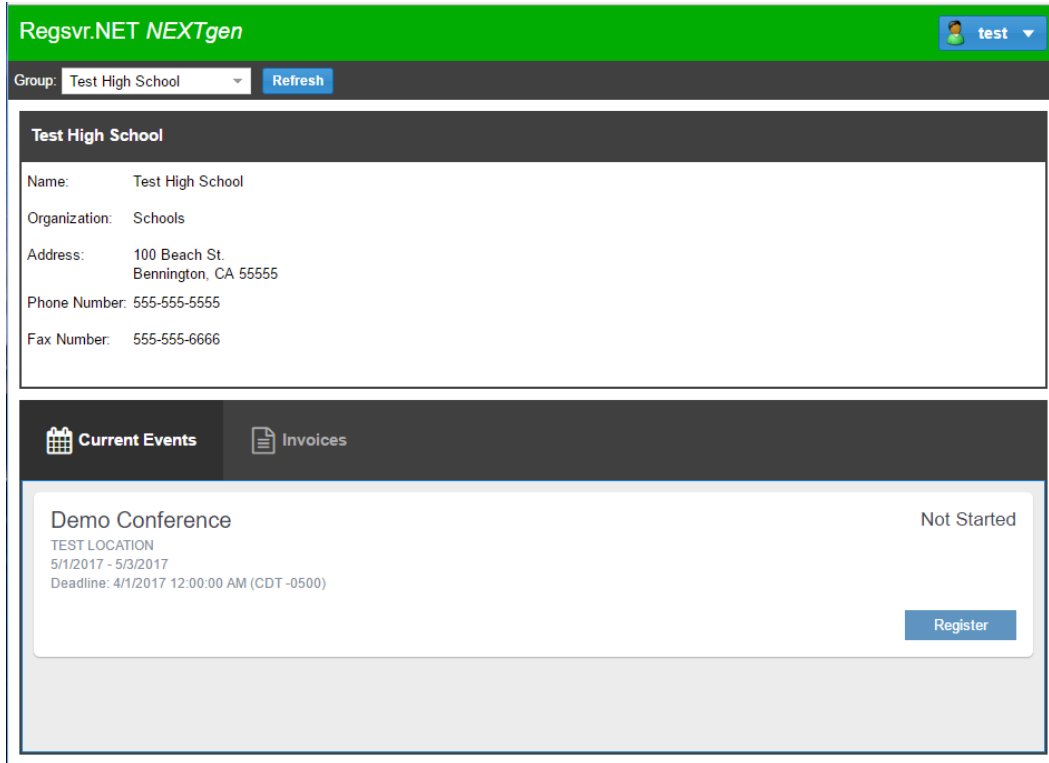 Regsvr.NET NEXTgen
test
Group: Test High School Refresh
Test High School
Name: Test High School
Organization: Schools
Address: 100 Beach St.
Bennington, CA 55555
Phone Number: 555-555-5555
Fax Number: 555-555-6666
Current Events Invoices
Demo Conference Not Started
TEST LOCATION
5/1/2017 - 5/3/2017
Deadline: 4/1/2017 12:00:00 AM (CDT -0500)
Register